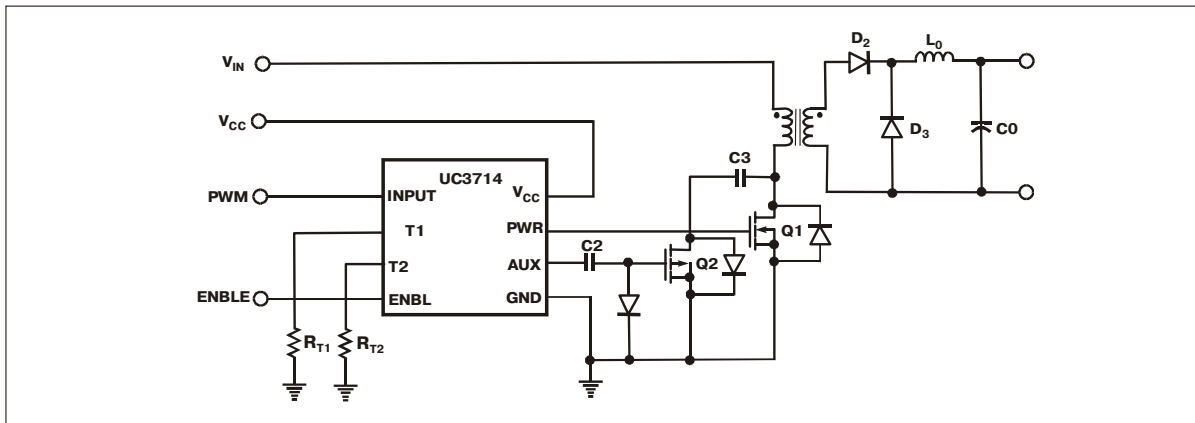 D2
L0
VIN
VCC
D3
C0
C3
UC3714
PWM
INPUT
VCC
T1
PWR
Q1
C2
T2
AUX
Q2
ENBLE
ENBL
GND
RT1
RT2